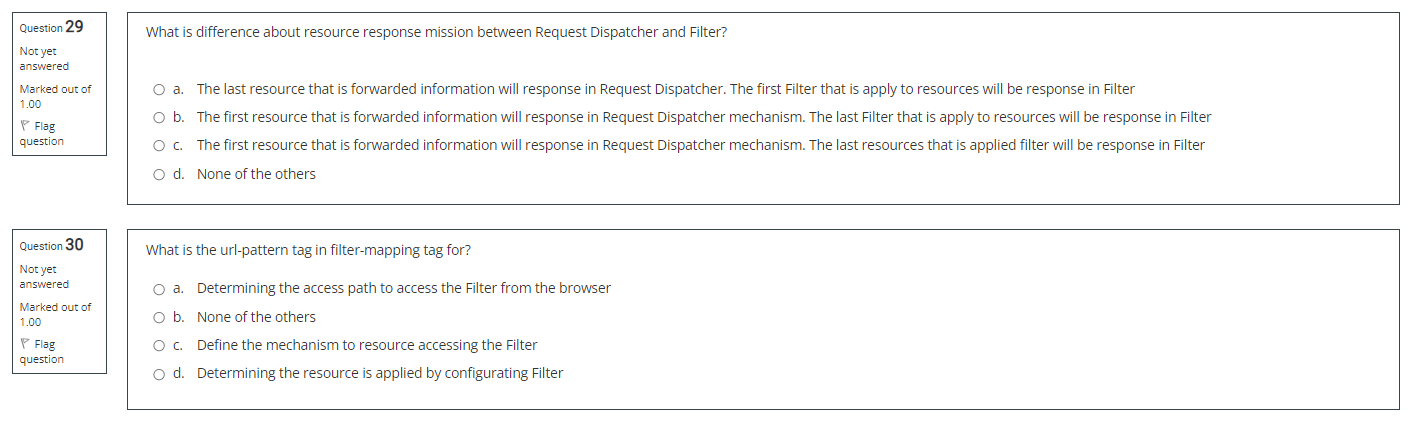 Question 29
Not yet
answered
Marked out of
1.00
Flag
question
What is difference about resource response mission between Request Dispatcher and Filter?
a. The last resource that is forwarded information will response in Request Dispatcher. The first Filter that is apply to resources will be response in Filter
b. The first resource that is forwarded information will response in Request Dispatcher mechanism. The last Filter that is apply to resources will be response in Filter
c. The first resource that is forwarded information will response in Request Dispatcher mechanism. The last resources that is applied filter will be response in Filter
d. None of the others
Question 30
Not yet
answered
Marked out of
1.00
Flag
question
What is the url-pattern tag in filter-mapping tag for?
a. Determining the access path to access the Filter from the browser
b. None of the others
c. Define the mechanism to resource accessing the Filter
d. Determining the resource is applied by configurating Filter